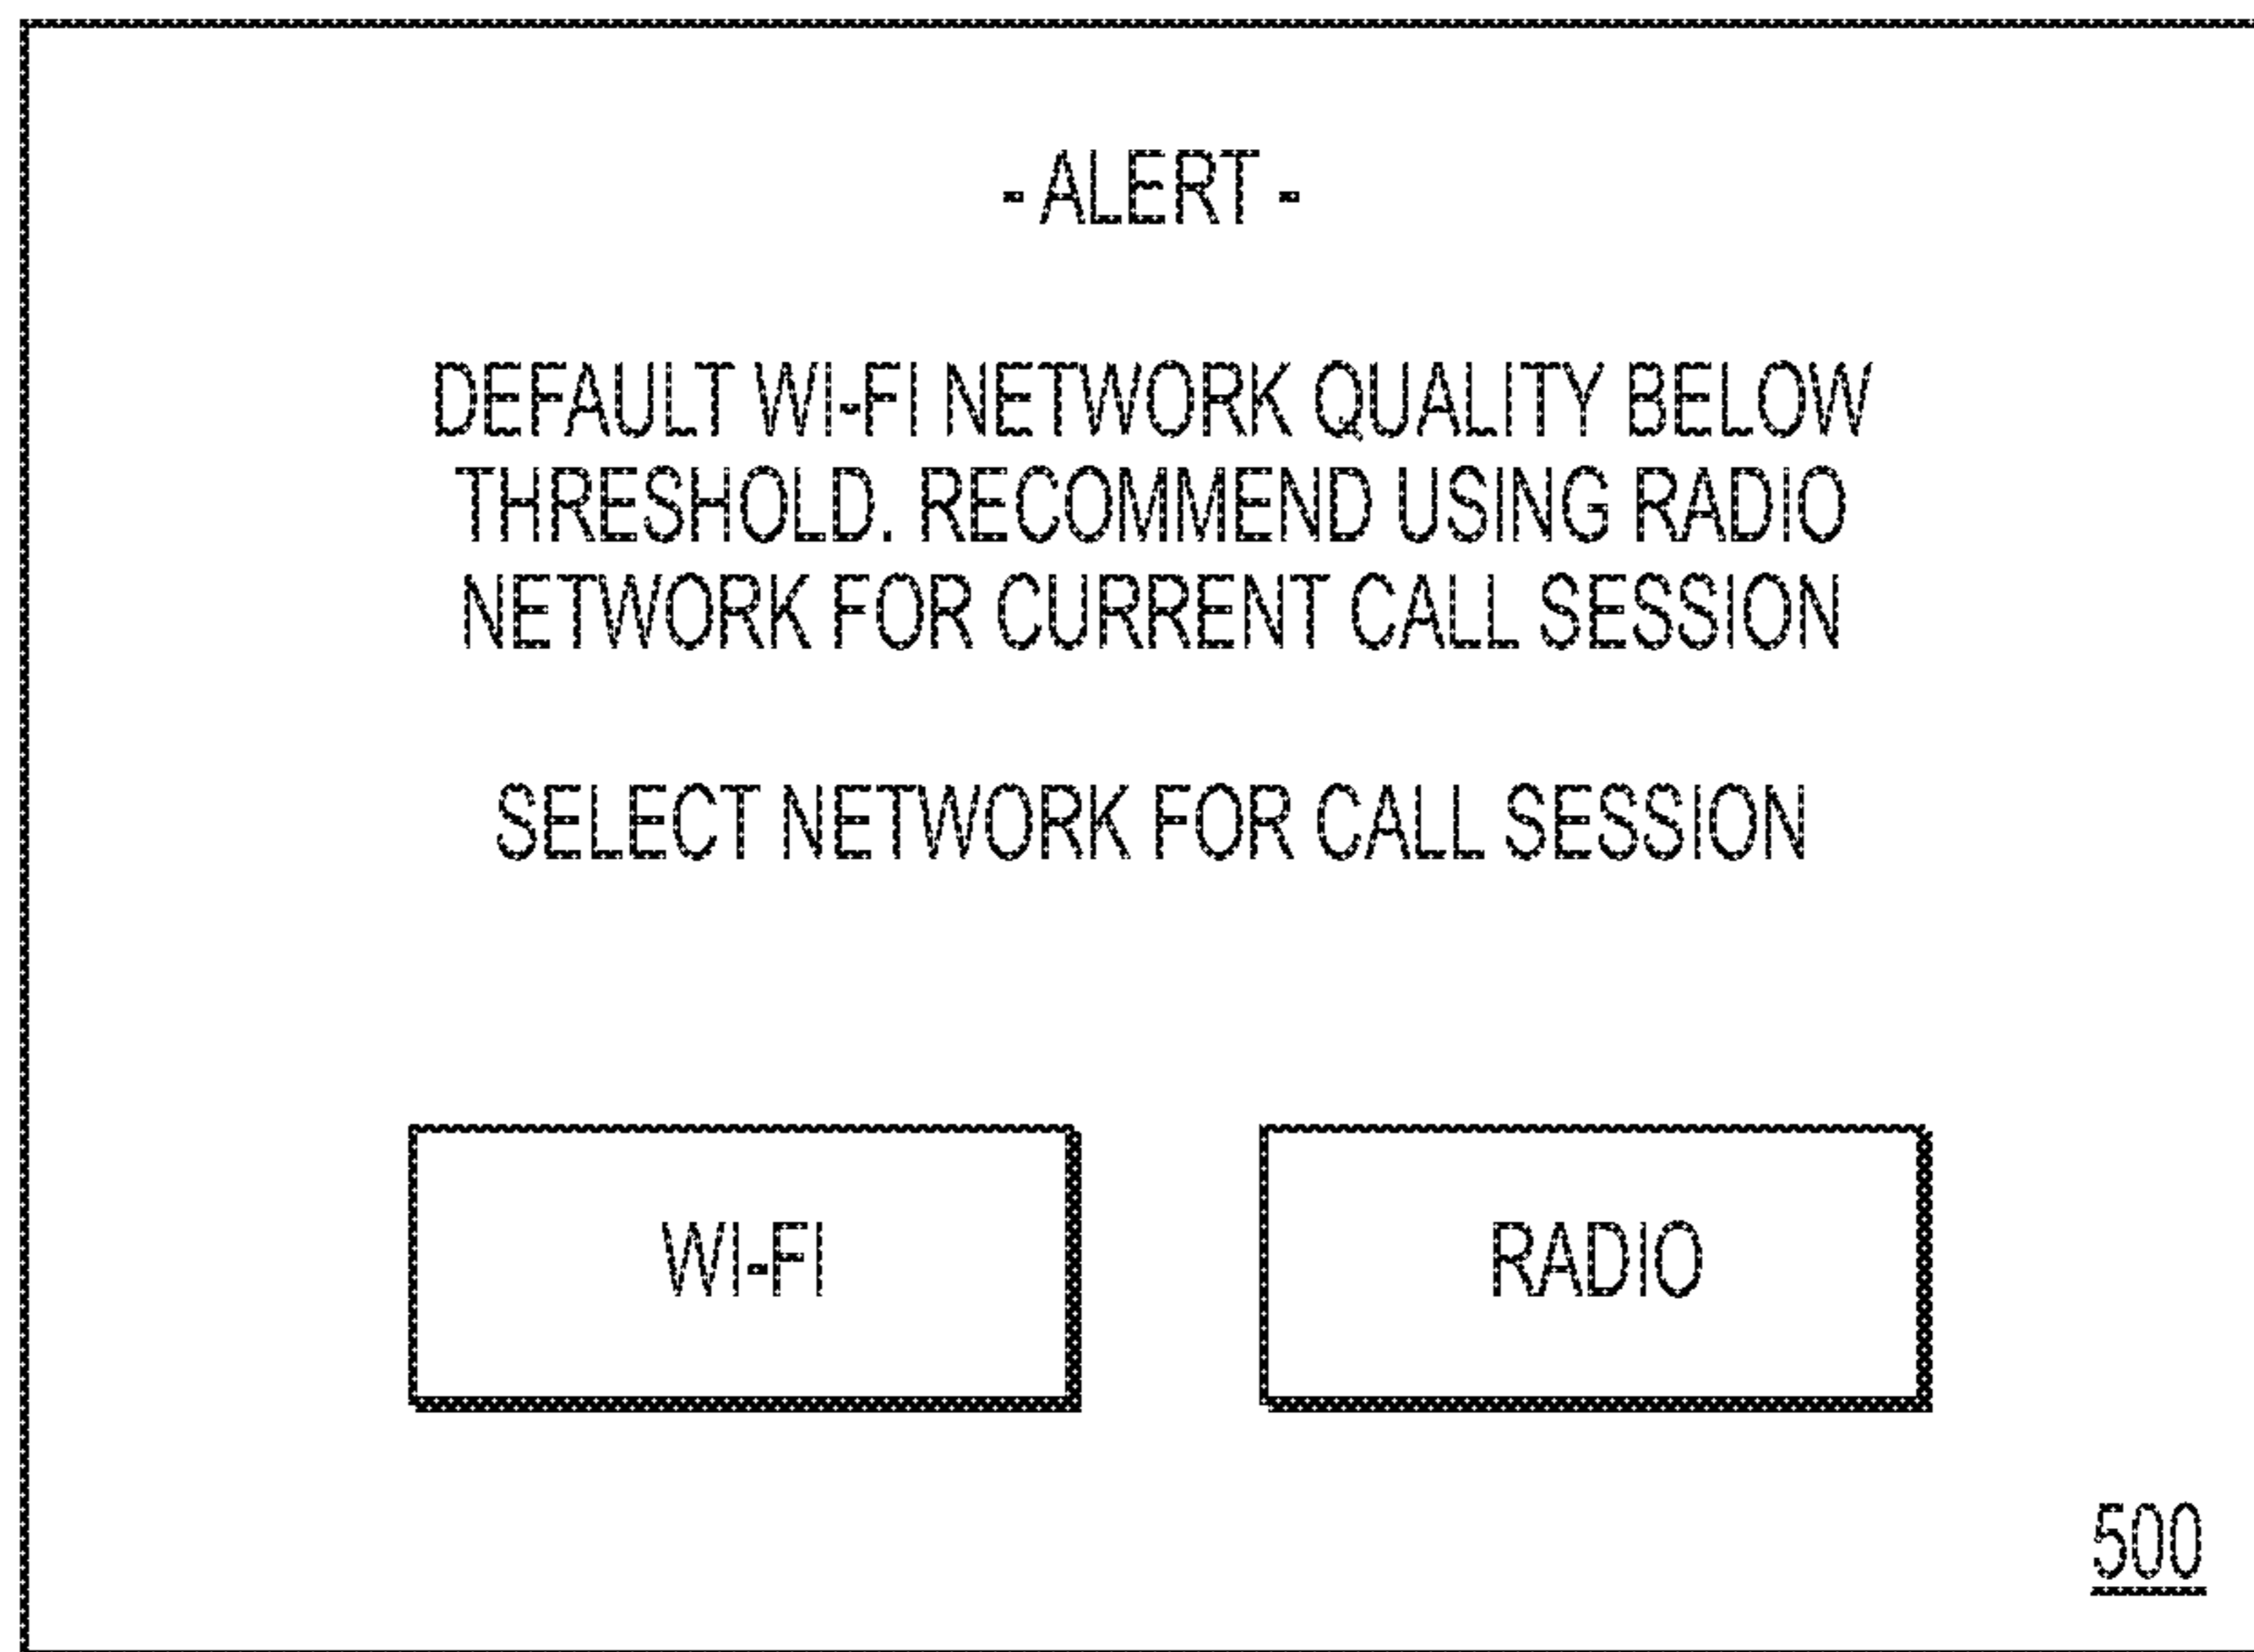 - ALERT -
DEFAULT WI-FI NETWORK QUALITY BELOW
THRESHOLD. RECOMMEND USING RADIO
NETWORK FOR CURRENT CALL SESSION
SELECT NETWORK FOR CALL SESSION
WI-FI
RADIO
500